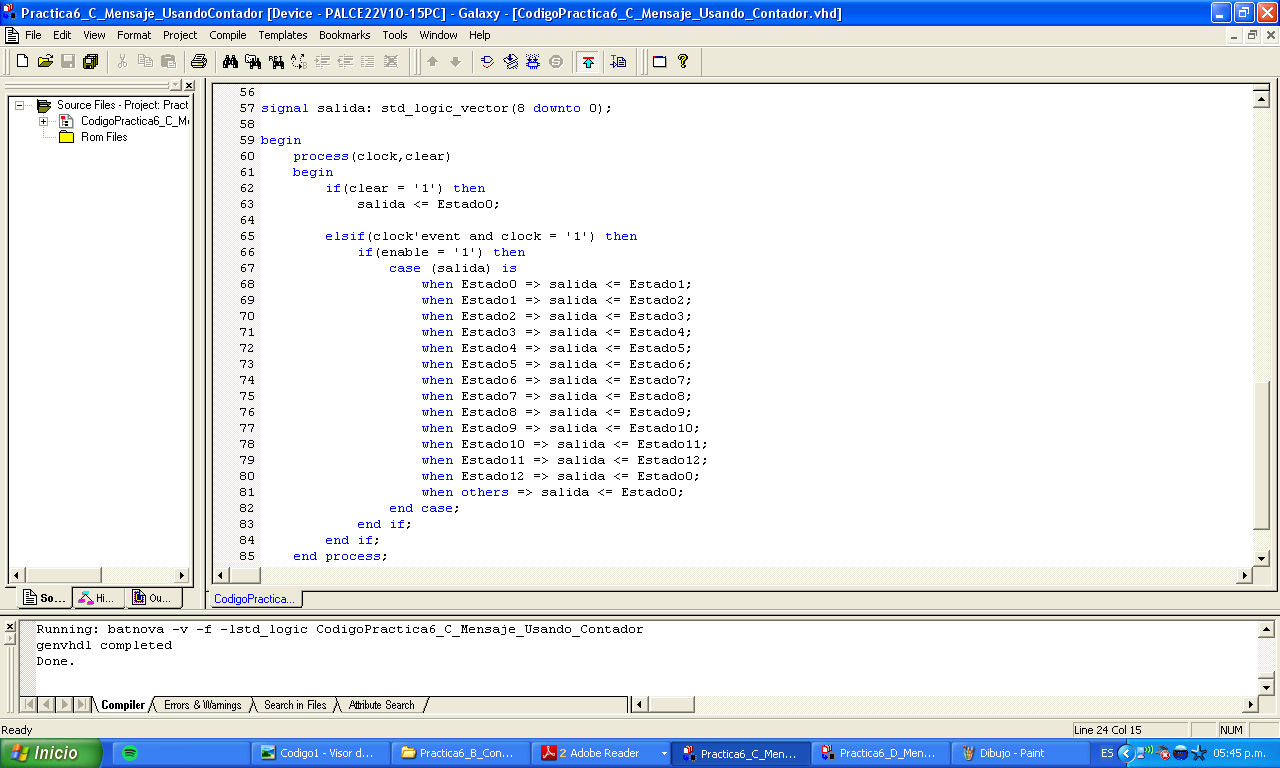 Practica6_C_Mensaje_UsandoContador [Device - PALCE22V10-15PC] - Galaxy - [CodigoPractica6_C_Mensaje_Usando_Contador.vhd]
File Edit View Format Project Compile Templates Bookmarks Tools Window Help
Source Files - Project: Pract
CodigoPractica6_C_Me
Rom Files
56
57 signal salida: std_logic_vector(8 downto 0);
58
59 begin
60 process(clock,clear)
61 begin
62 if(clear = '1') then
63 salida <= Estado0;
64
65 elsif(clock'event and clock = '1') then
66 if(enable = '1') then
67 case (salida) is
68 when Estado0 => salida <= Estado1;
69 when Estado1 => salida <= Estado2;
70 when Estado2 => salida <= Estado3;
71 when Estado3 => salida <= Estado4;
72 when Estado4 => salida <= Estado5;
73 when Estado5 => salida <= Estado6;
74 when Estado6 => salida <= Estado7;
75 when Estado7 => salida <= Estado8;
76 when Estado8 => salida <= Estado9;
77 when Estado9 => salida <= Estado10;
78 when Estado10 => salida <= Estado11;
79 when Estado11 => salida <= Estado12;
80 when Estado12 => salida <= Estado0;
81 when others => salida <= Estado0;
82 end case;
83 end if;
84 end if;
85 end process;
So... Hi... Ou...
CodigoPractica...
Running: batnova -v -f -lstd_logic CodigoPractica6_C_Mensaje_Usando_Contador
genvhdl completed
Done.
Compiler Errors & Warnings Search in Files Attribute Search
Ready Line 24 Col 15 NUM
Inicio Codigo1 - Visor d... Practica6_B_Con... 2 Adobe Reader Practica6_C_Men... Practica6_D_Men... Dibujo - Paint ES 05:45 p.m.